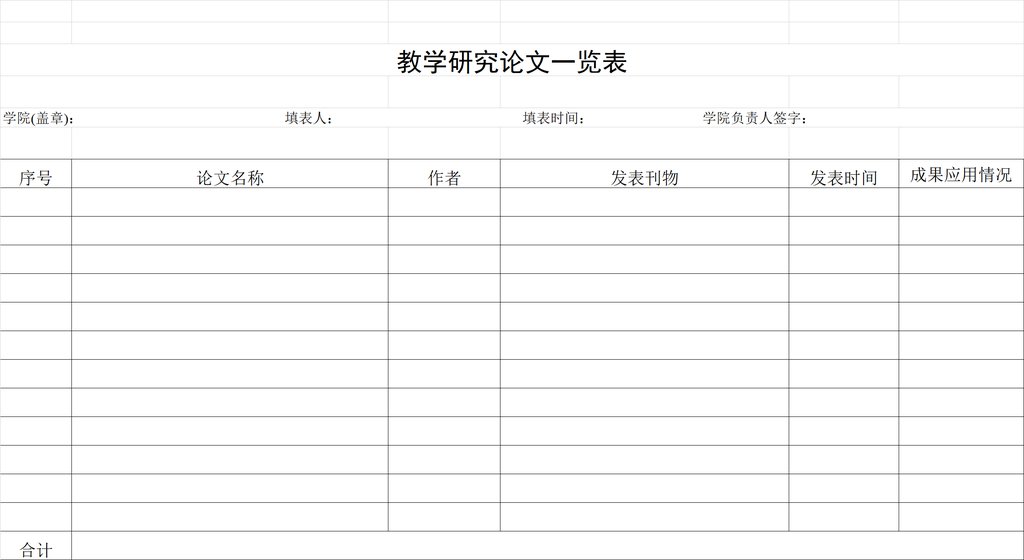 教学研究论文一览表
学院(盖章)： 填表人： 填表时间： 学院负责人签字：
序号 论文名称 作者 发表刊物 发表时间 成果应用情况
合计